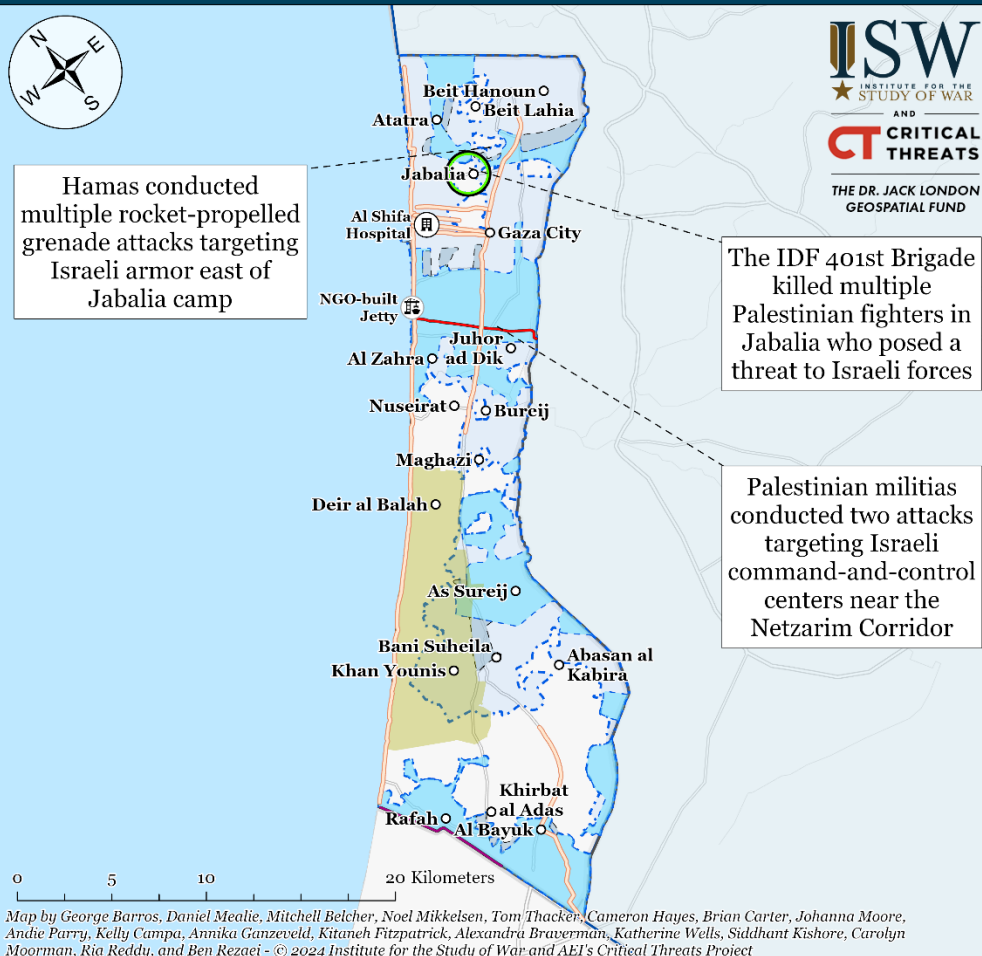 N
E
W
S
ISW
INSTITUTE FOR THE
STUDY OF WAR
AND
CT CRITICAL
THREATS
THE DR. JACK LONDON
GEOSPATIAL FUND
Beit Hanoun
Beit Lahia
Atatra
Jabalia
Hamas conducted
multiple rocket-propelled
grenade attacks targeting
Israeli armor east of
Jabalia camp
Al Shifa
Hospital
Gaza City
The IDF 401st Brigade
killed multiple
Palestinian fighters in
Jabalia who posed a
threat to Israeli forces
NGO-built
Jetty
Juhor
ad Dik
Al Zahra
Nuseirat
Bureij
Maghazi
Deir al Balah
Palestinian militias
conducted two attacks
targeting Israeli
command-and-control
centers near the
Netzarim Corridor
As Sureij
Bani Suheila
Abasan al
Kabira
Khan Younis
Khirbat
al Adas
Rafah
Al Bayuk
0 5 10 20 Kilometers
Map by George Barros, Daniel Mealie, Mitchell Belcher, Noel Mikkelsen, Tom Thacker, Cameron Hayes, Brian Carter, Johanna Moore,
Andie Parry, Kelly Campa, Annika Ganzeveld, Kitaneh Fitzpatrick, Alexandra Braverman, Katherine Wells, Siddhant Kishore, Carolyn
Moorman, Ria Reddy, and Ben Rezaei - © 2024 Institute for the Study of War and AEI's Critical Threats Project